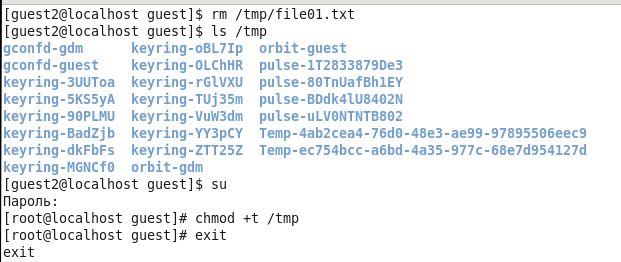 [guest2@localhost guest]$ rm /tmp/file01.txt
[guest2@localhost guest]$ ls /tmp
gconfd-gdm keyring-oBL7Ip orbit-guest
gconfd-guest keyring-OLChHR pulse-1T2833879De3
keyring-3UUToa keyring-rGlVXU pulse-80TnUafBh1EY
keyring-5KS5yA keyring-TUj35m pulse-BDdk4lU8402N
keyring-90PLMU keyring-VuW3dm pulse-uLV0NTNTB802
keyring-BadZjb keyring-YY3pCY Temp-4ab2cea4-76d0-48e3-ae99-97895506eec9
keyring-dkFbFs keyring-ZTT25Z Temp-ec754bcc-a6bd-4a35-977c-68e7d954127d
keyring-MGNCf0 orbit-gdm
[guest2@localhost guest]$ su
Пароль:
[root@localhost guest]# chmod +t /tmp
[root@localhost guest]# exit
exit